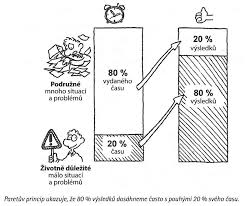 80 %
vydaného
času
20 %
výsledků
Podružné
mnoho situací
a problémů
80 %
výsledků
Životně důležité
málo situací
a problémů
20 %
času
Paretův princip ukazuje, že 80 % výsledků dosáhneme často s pouhými 20 % svého času.